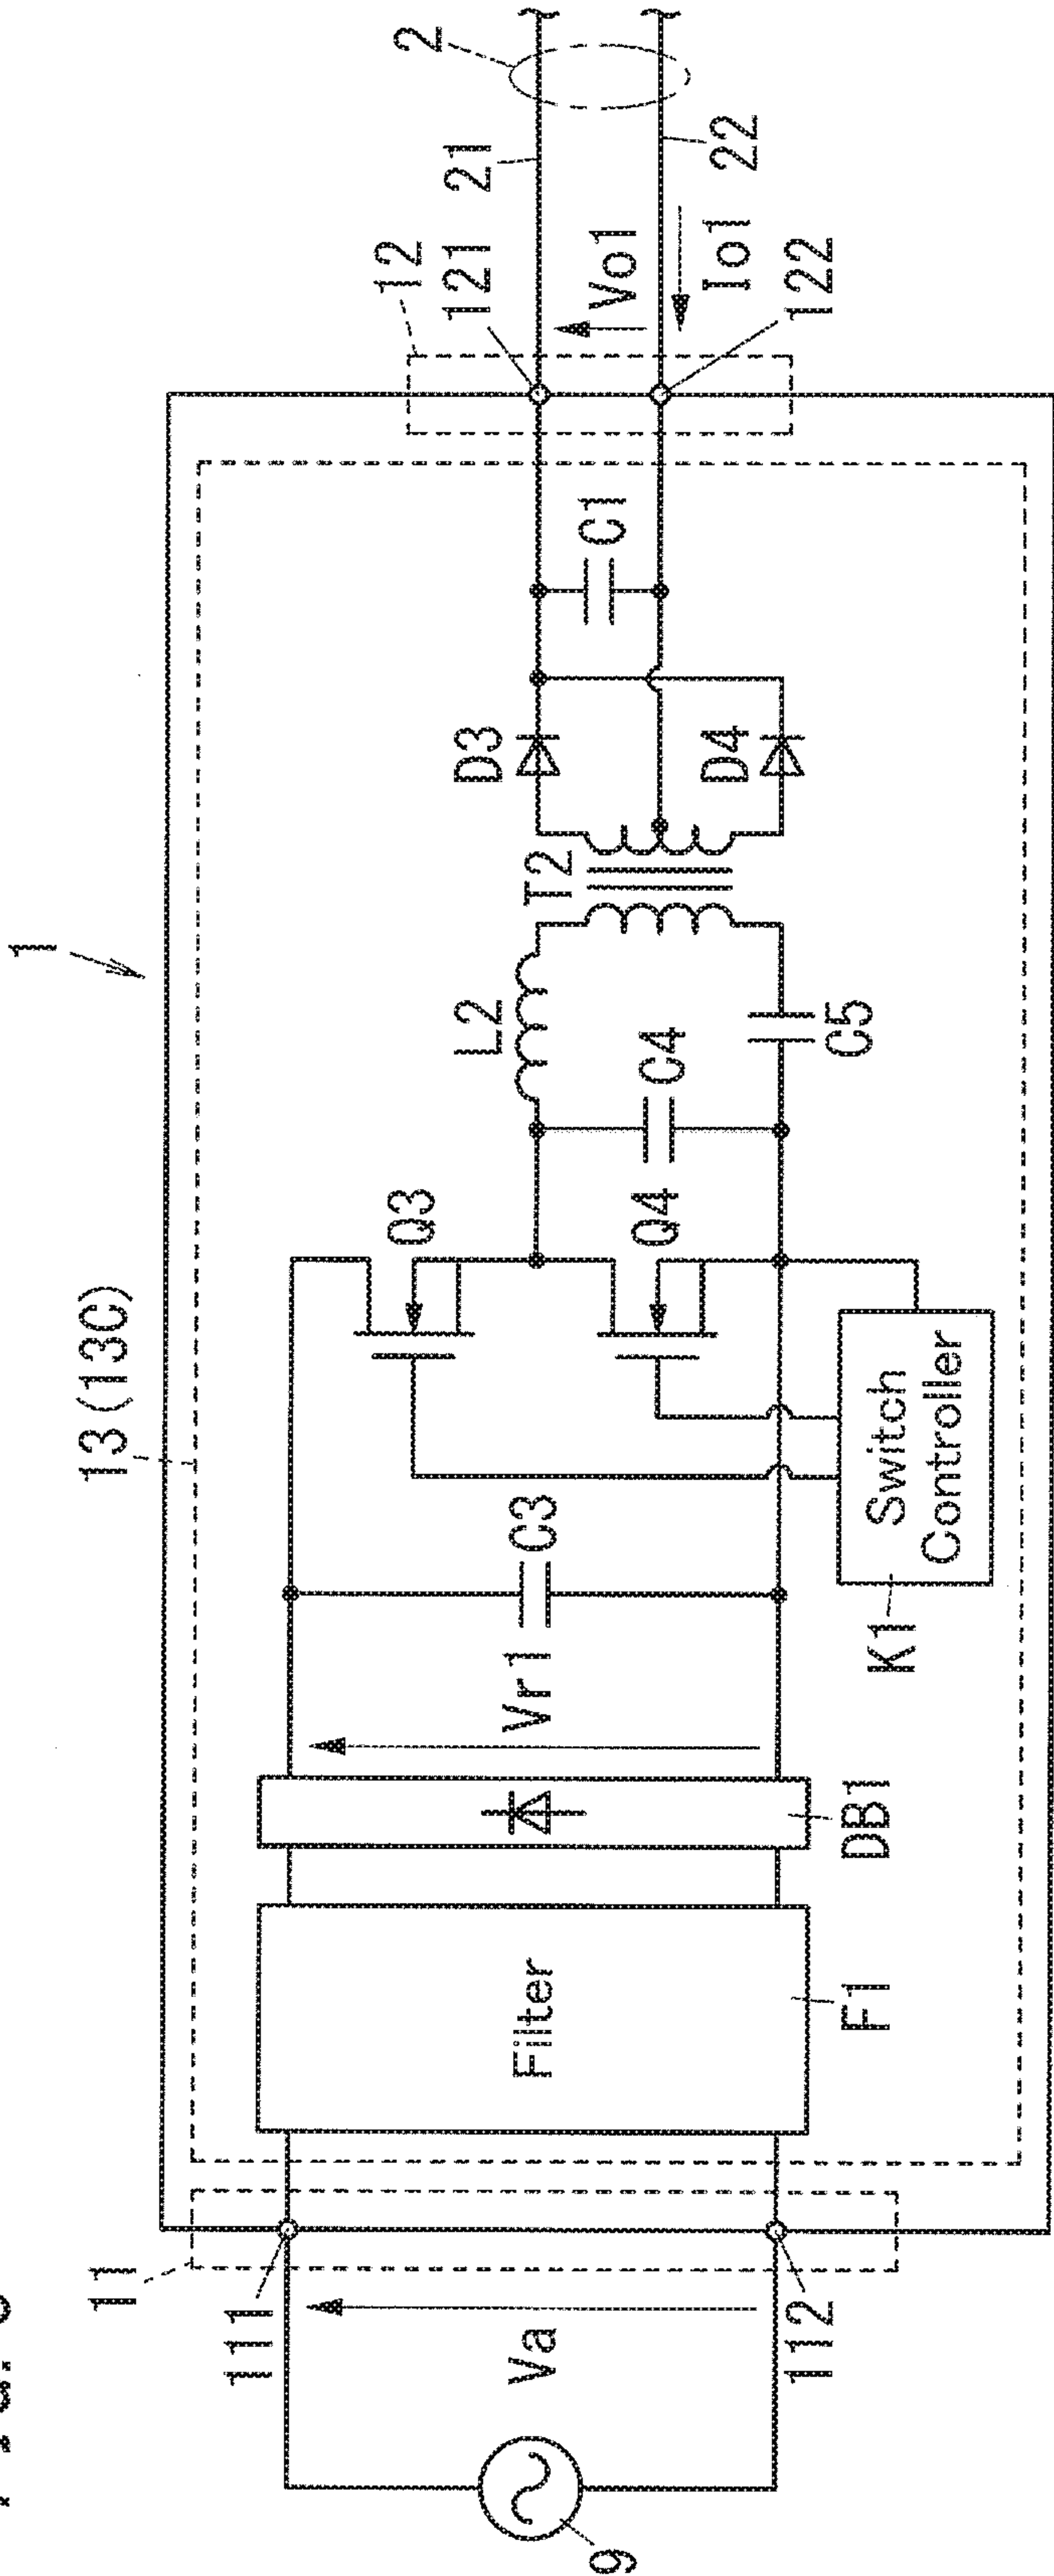 1
13(13C)
2
12
121
21
22
Vo1
Io1
122
11
111
112
Va
9
Filter
F1
DB1
Vr1
C3
Q3
Q4
Switch
Controller
K1
L2
C4
C5
T2
D3
D4
C1